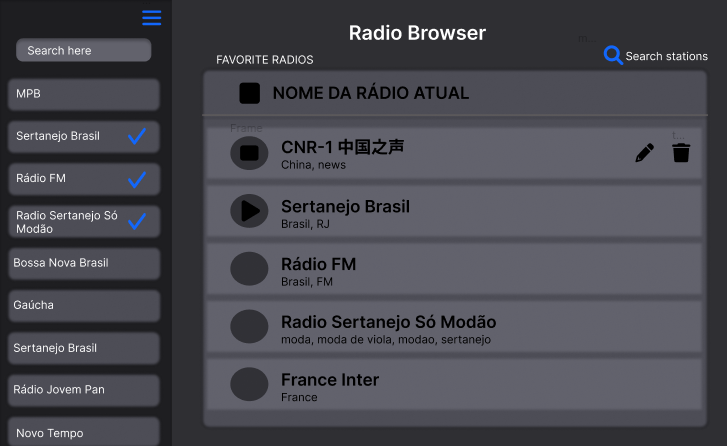 Search here
MPB
Sertanejo Brasil
Rádio FM
Radio Sertanejo Só
Modão
Bossa Nova Brasil
Gaúcha
Sertanejo Brasil
Rádio Jovem Pan
Novo Tempo
Radio Browser
FAVORITE RADIOS
Search stations
NOME DA RÁDIO ATUAL
Frame
CNR-1 中国之声
China, news
t...
Sertanejo Brasil
Brasil, RJ
Rádio FM
Brasil, FM
Radio Sertanejo Só Modão
moda, moda de viola, modao, sertanejo
France Inter
France